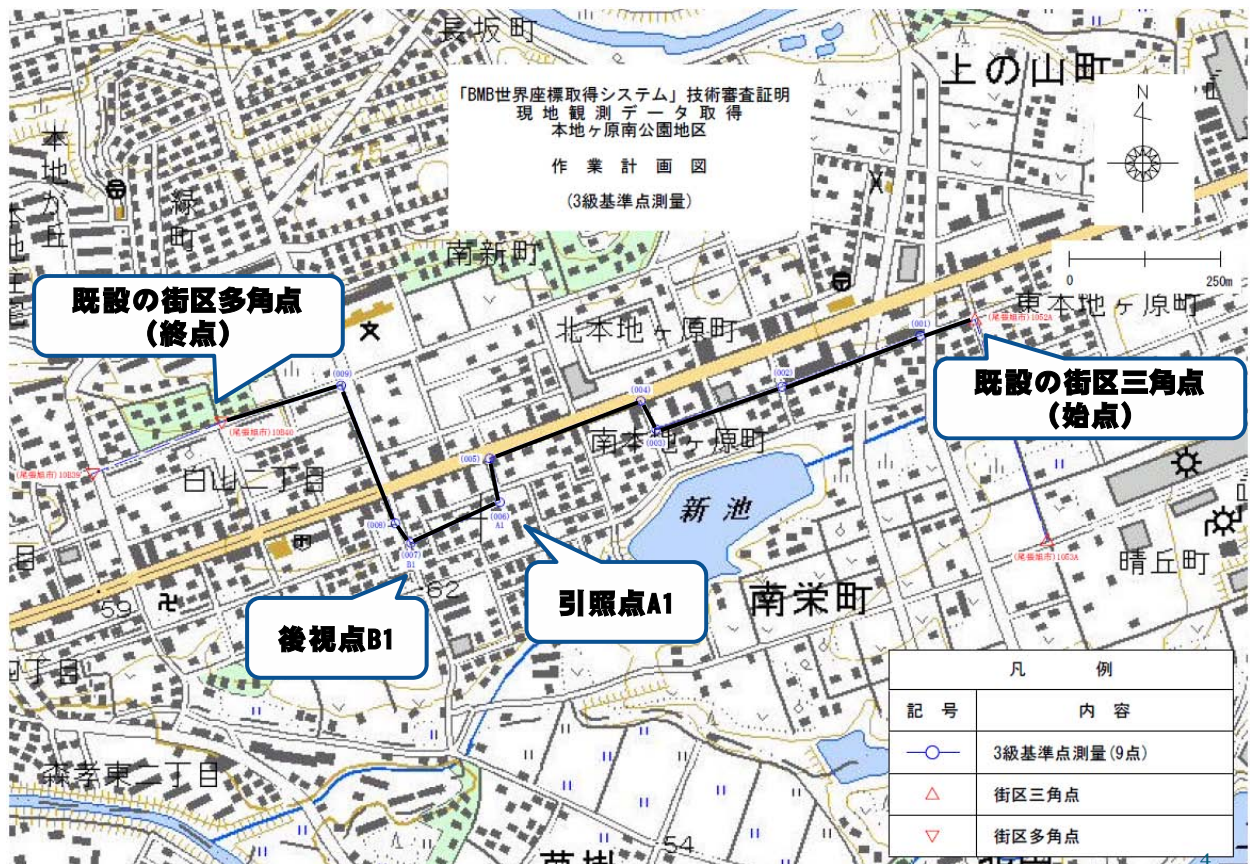 長坂町
上の山町
「BMB世界座標取得システム」技術審査証明
現地観測データ取得
本地ヶ原南公園地区
作業計画図
(3級基準点測量)
N
本地が丘
緑町
75
南新町
0 250m
既設の街区多角点
(終点)
北本地ヶ原町
東本地ヶ原町
(尾張旭市)1052A
(001)
(002)
(009)
(004)
既設の街区三角点
(始点)
(003)
南本地ヶ原町
(尾張旭市)10B40
(005)
(尾張旭市)10B39
白山二丁目
新池
(006)
A1
(008)
(007)
B1
(尾張旭市)1053A
晴丘町
丁目
59
62
後視点B1
引照点A1
南栄町
凡例
記号 内容
3級基準点測量(9点)
街区三角点
街区多角点
森孝東二丁目
54
4